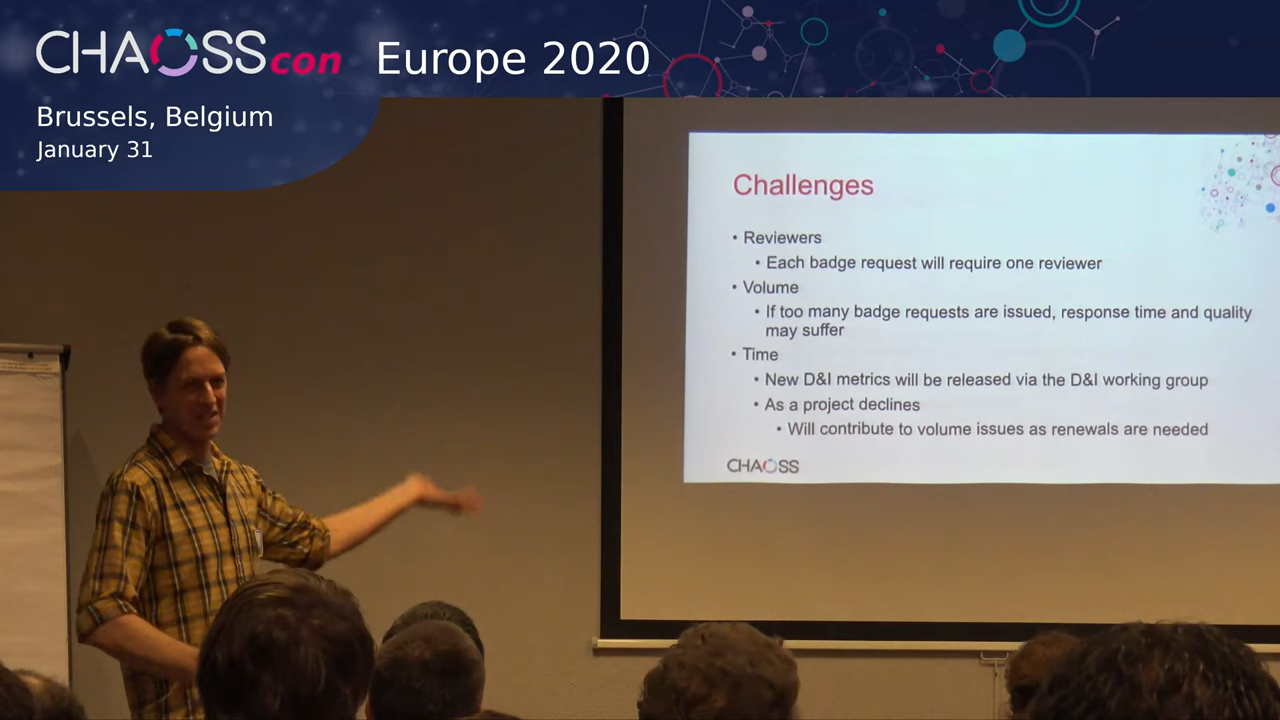 CHAOSScon Europe 2020
Brussels, Belgium
January 31
Challenges
• Reviewers
• Each badge request will require one reviewer
• Volume
• If too many badge requests are issued, response time and quality
may suffer
• Time
• New D&I metrics will be released via the D&I working group
• As a project declines
• Will contribute to volume issues as renewals are needed
CHAOSS